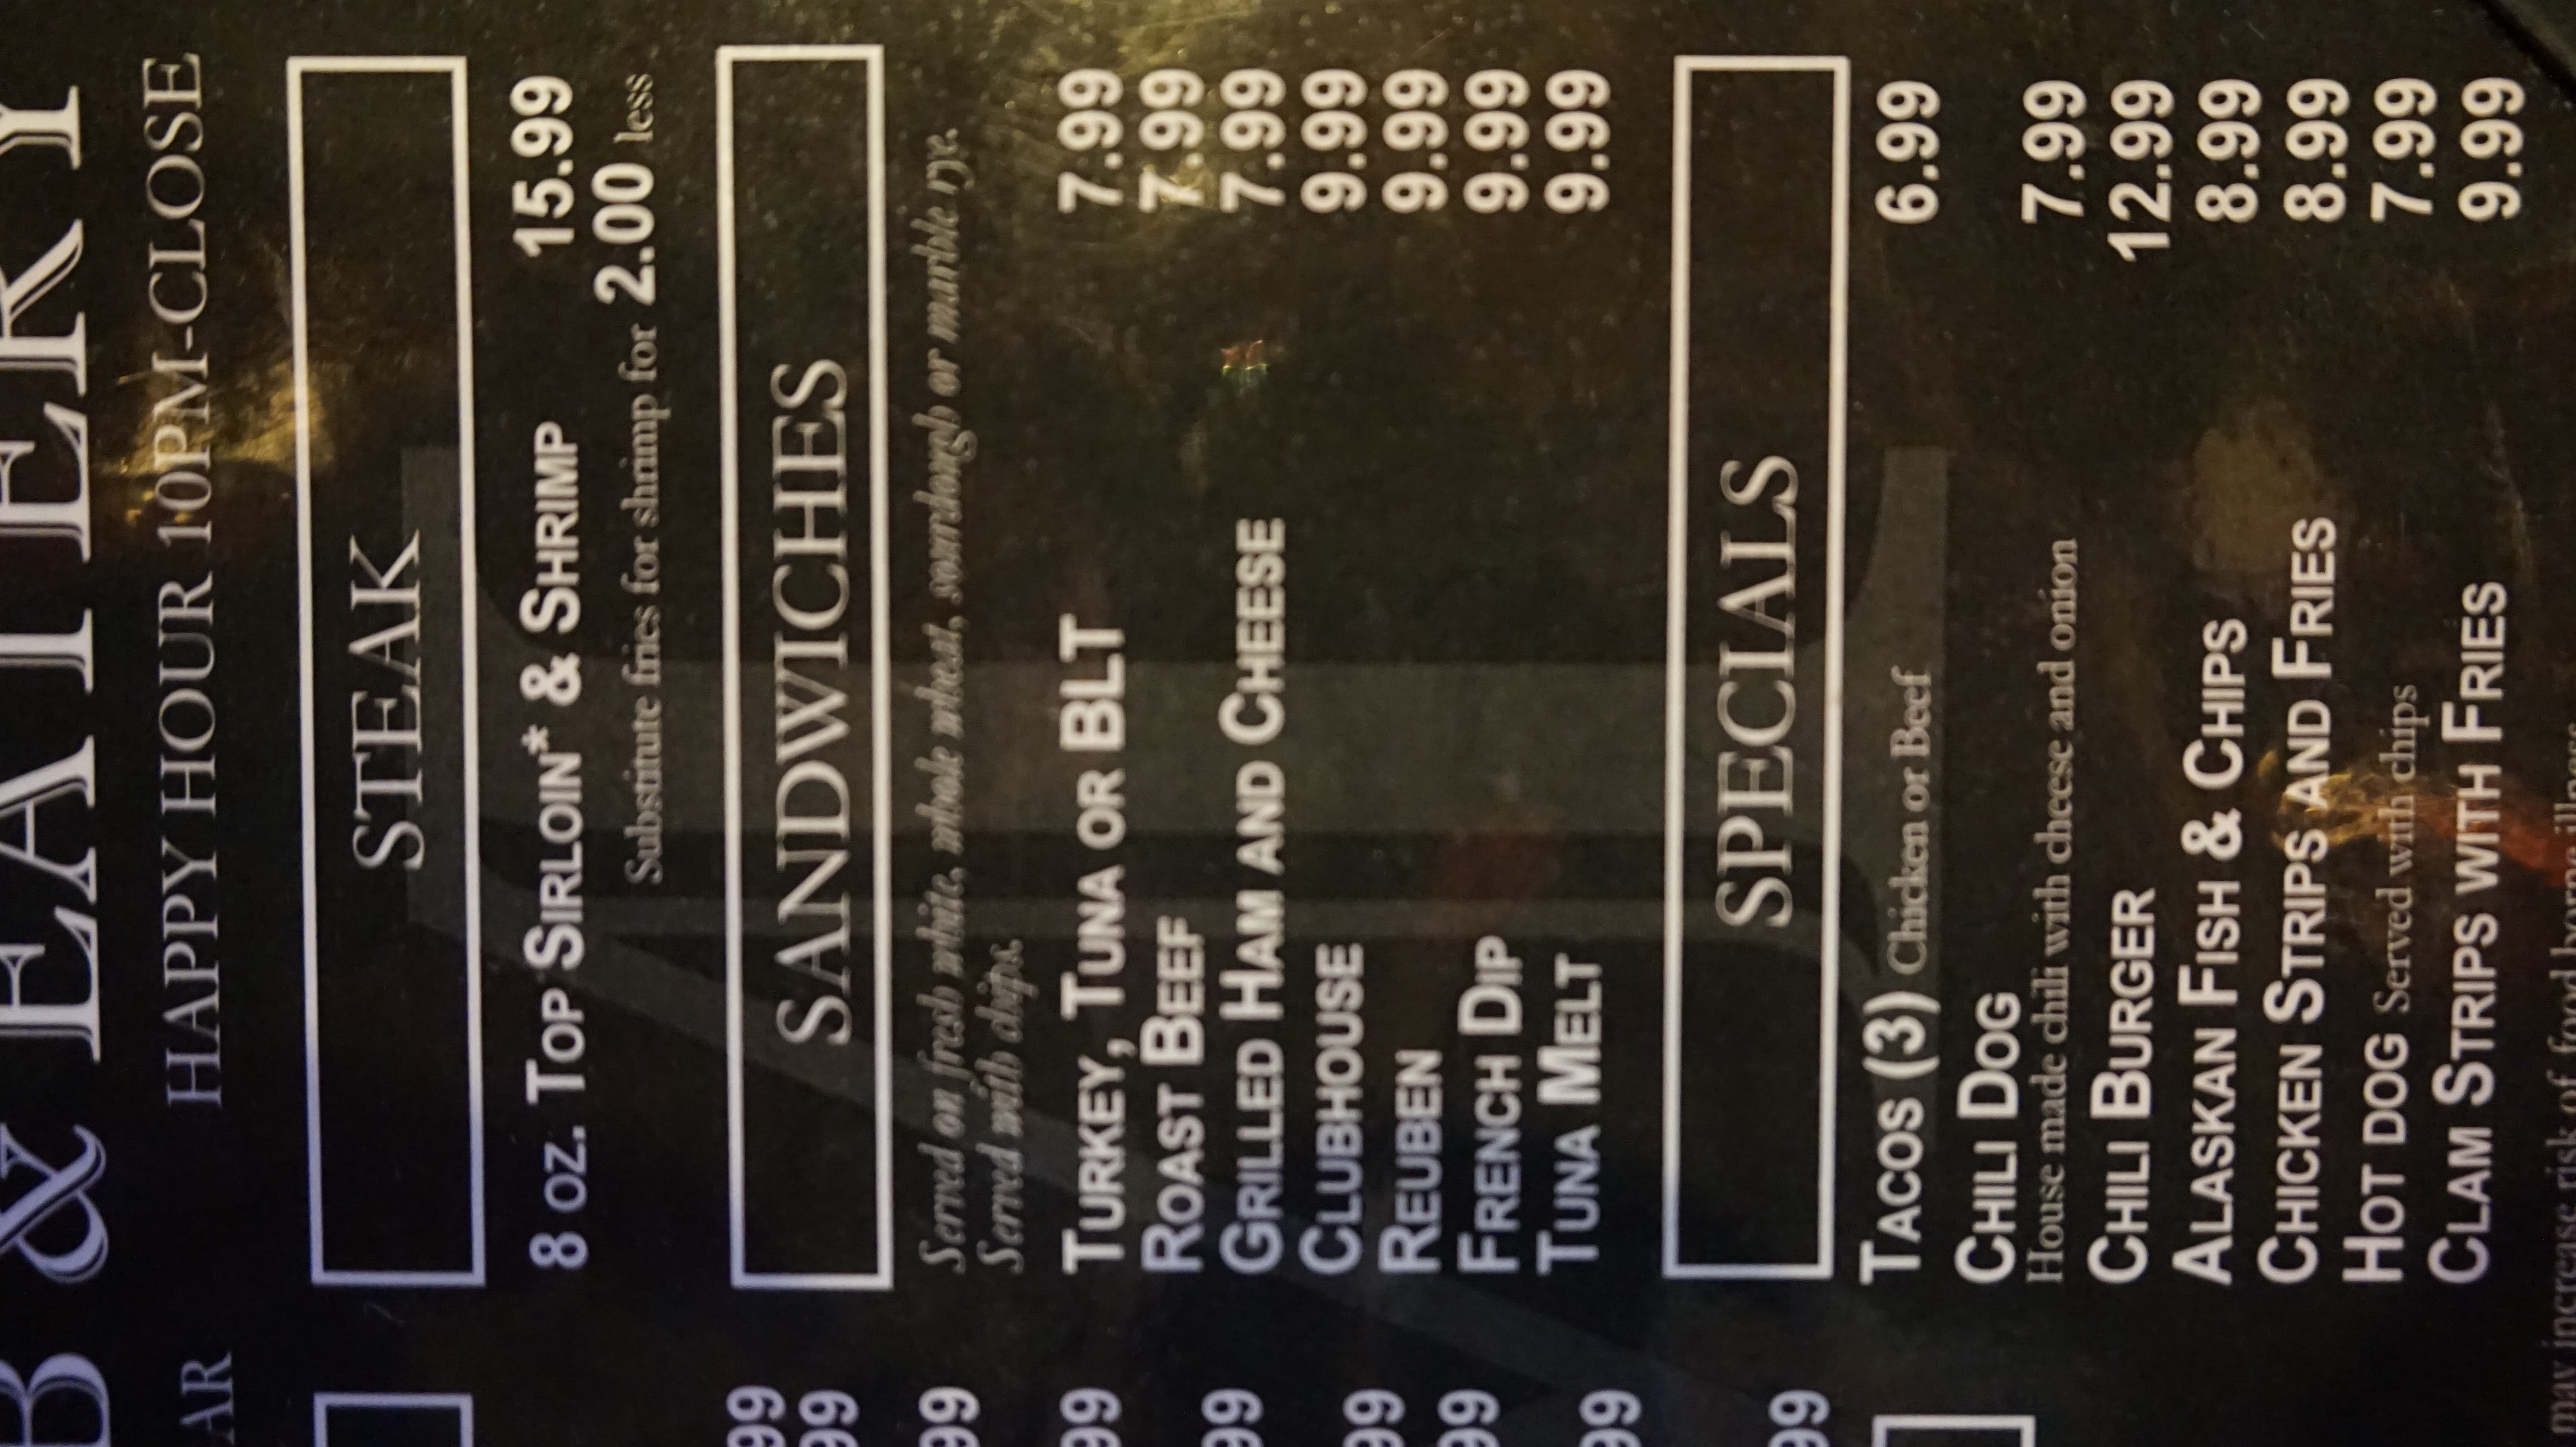 B & EATERY
AR
HAPPY HOUR 10PM-CLOSE
STEAK
8 OZ. TOP SIRLOIN* & SHRIMP 15.99
Substitute fries for shrimp for 2.00 less
SANDWICHES
Served on fresh white, whole wheat, sourdough or marble rye.
Served with chips.
TURKEY, TUNA OR BLT 7.99
ROAST BEEF 7.99
GRILLED HAM AND CHEESE 7.99
CLUBHOUSE 9.99
REUBEN 9.99
FRENCH DIP 9.99
TUNA MELT 9.99
SPECIALS
TACOS (3) Chicken or Beef 6.99
CHILI DOG
House made chili with cheese and onion 7.99
CHILI BURGER 12.99
ALASKAN FISH & CHIPS 8.99
CHICKEN STRIPS AND FRIES 8.99
HOT DOG Served with chips 7.99
CLAM STRIPS WITH FRIES 9.99
may increase risk of food borne illness
99
99
99
99
99
99
99
99
99